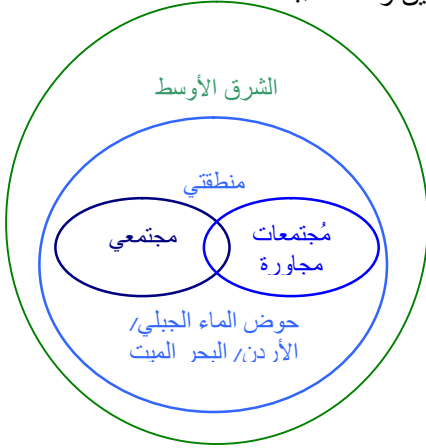 الشرق الأوسط
منطقتي
مجتمعي
مُجتمعات
مجاورة
حوض الماء الجبلي/
الأردن/ البحر الميت